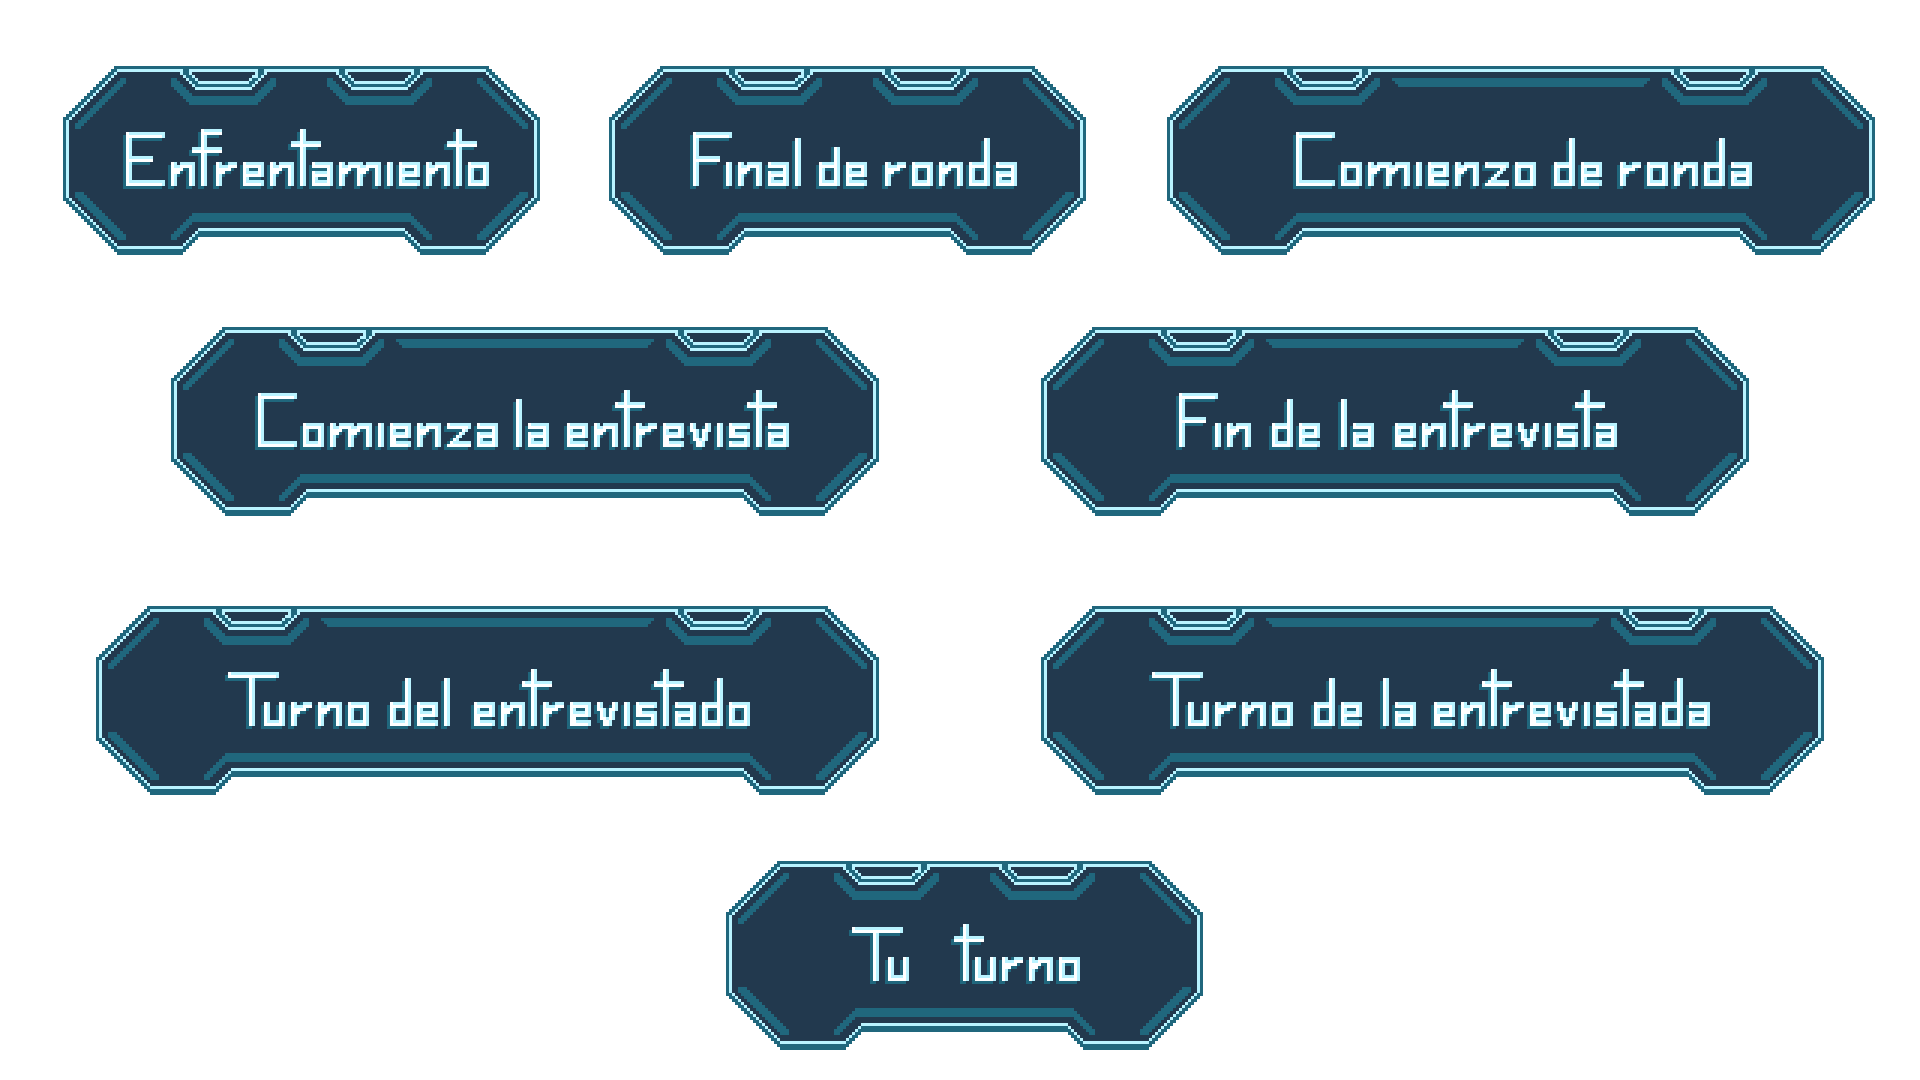 Enfrentamiento
Final de ronda
Comienzo de ronda
Comienza la entrevista
Fin de la entrevista
Turno del entrevistado
Turno de la entrevistada
Tu turno